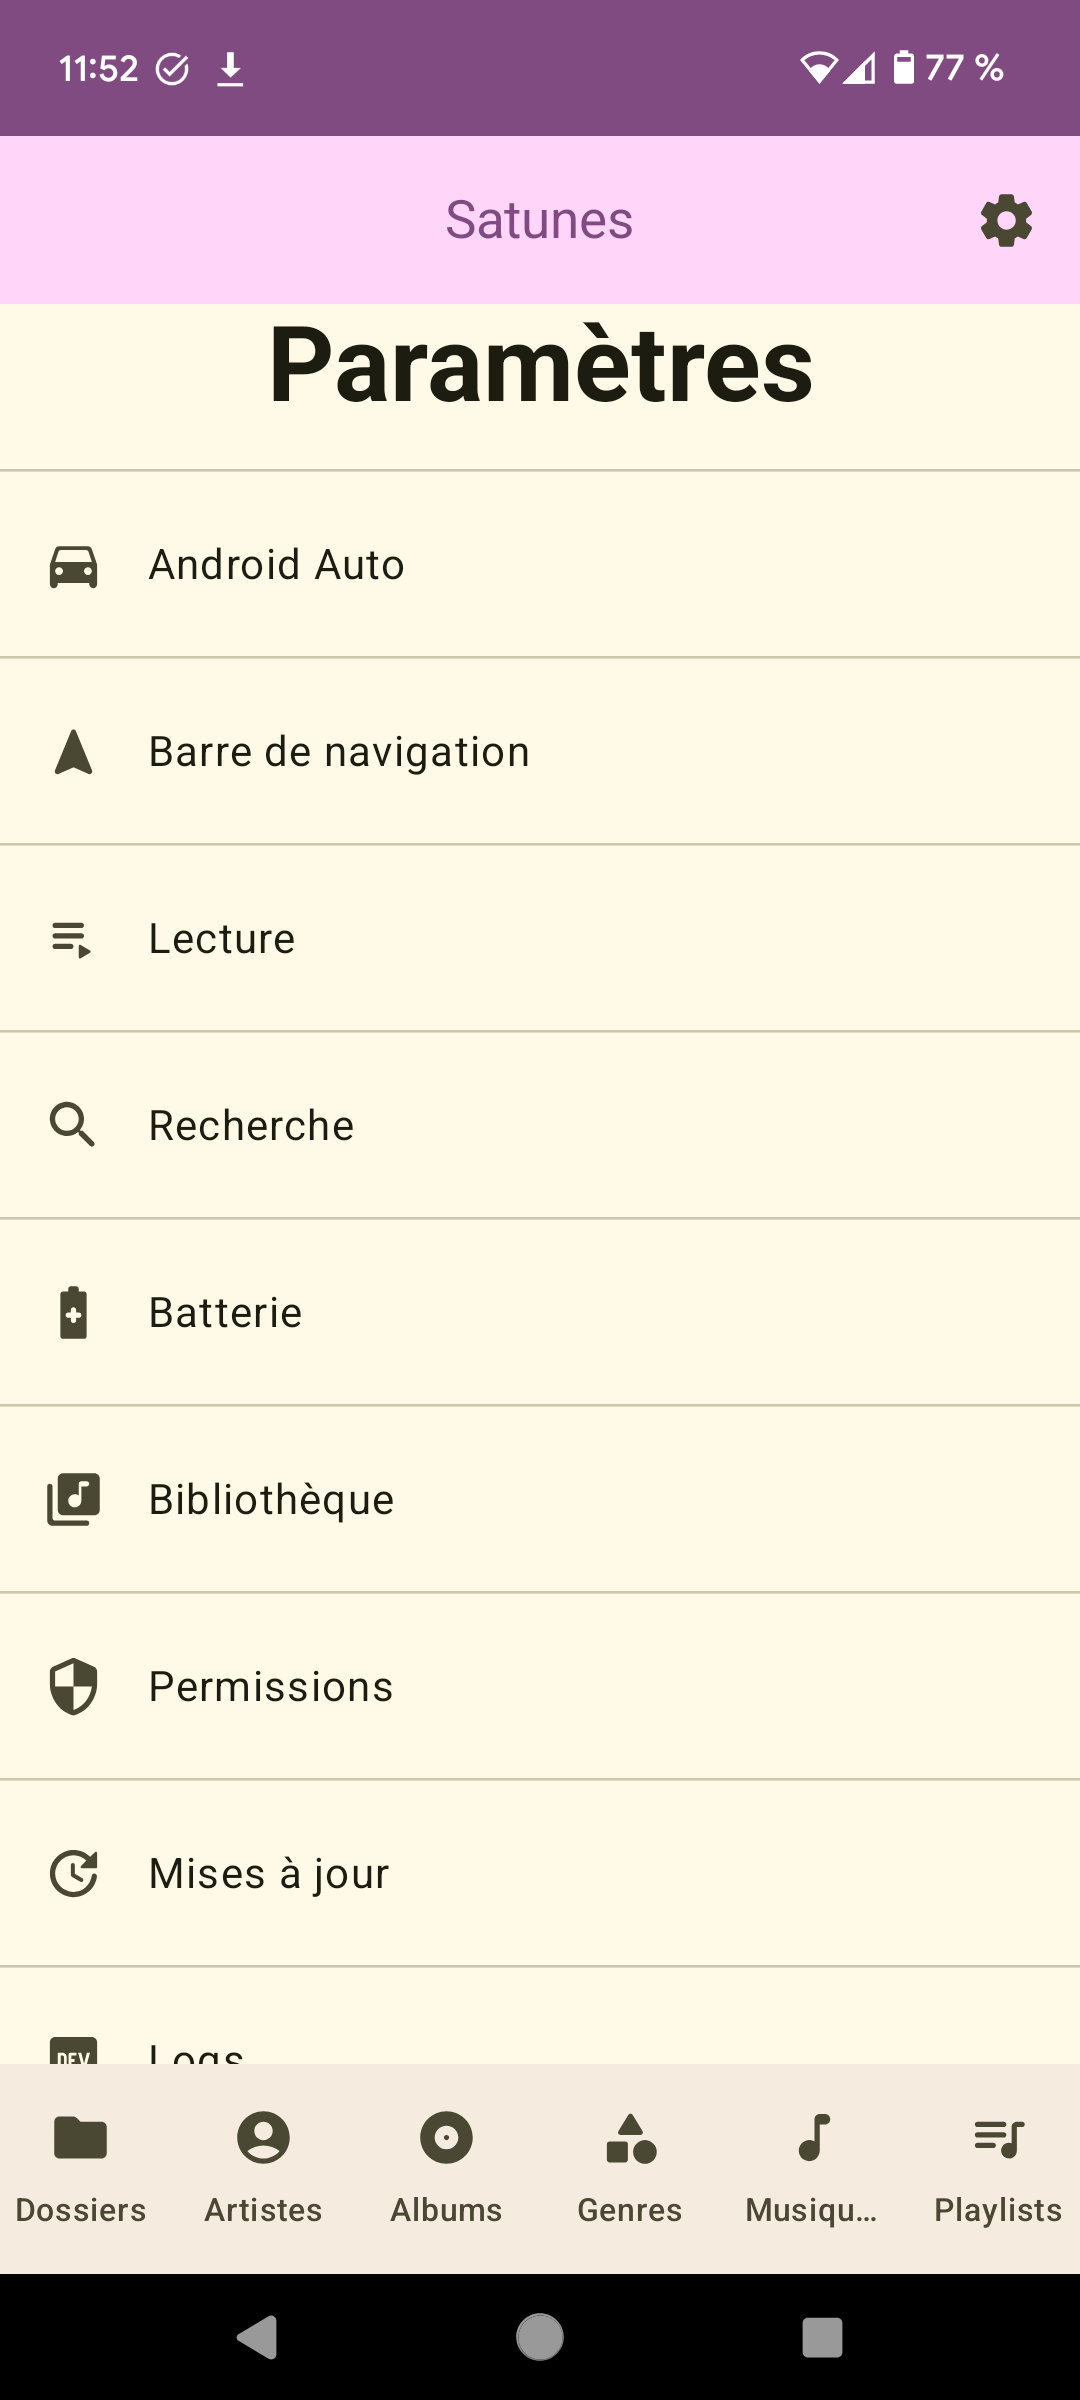 11:52 77 %
Satunes
Paramètres
Android Auto
Barre de navigation
Lecture
Recherche
Batterie
Bibliothèque
Permissions
Mises à jour
DEV Logs
Dossiers Artistes Albums Genres Musiqu… Playlists